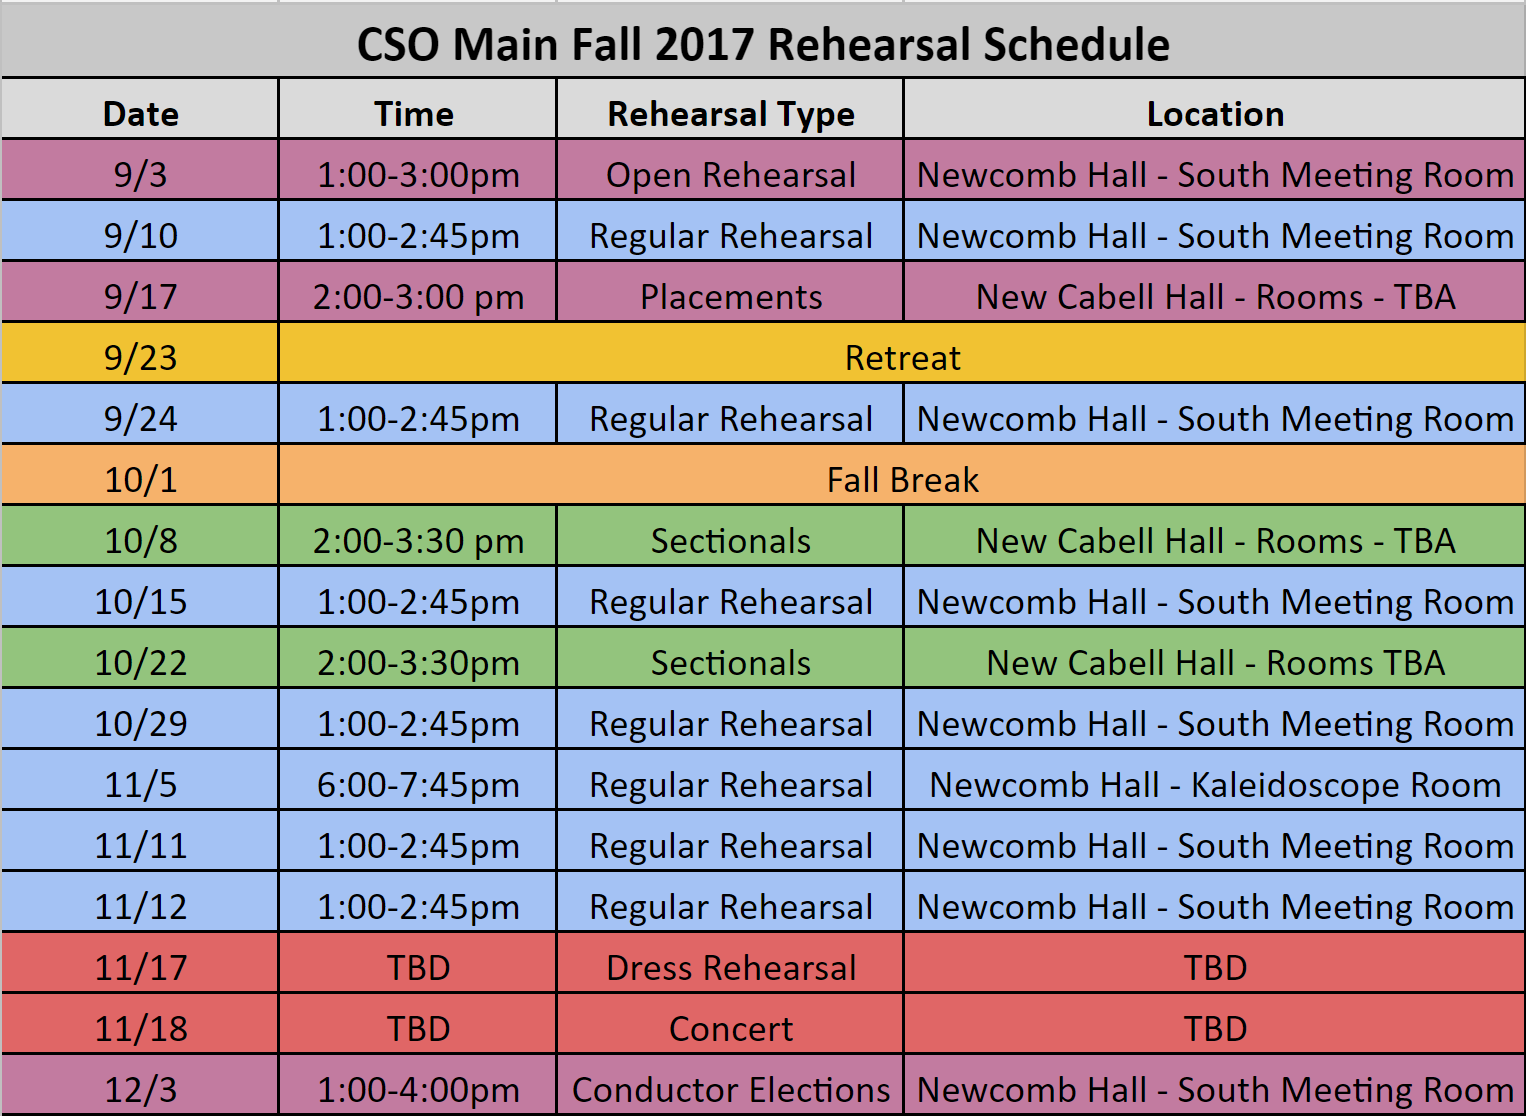 CSO Main Fall 2017 Rehearsal Schedule
Date Time Rehearsal Type Location
9/3 1:00-3:00pm Open Rehearsal Newcomb Hall - South Meeting Room
9/10 1:00-2:45pm Regular Rehearsal Newcomb Hall - South Meeting Room
9/17 2:00-3:00 pm Placements New Cabell Hall - Rooms - TBA
9/23 Retreat
9/24 1:00-2:45pm Regular Rehearsal Newcomb Hall - South Meeting Room
10/1 Fall Break
10/8 2:00-3:30 pm Sectionals New Cabell Hall - Rooms - TBA
10/15 1:00-2:45pm Regular Rehearsal Newcomb Hall - South Meeting Room
10/22 2:00-3:30pm Sectionals New Cabell Hall - Rooms TBA
10/29 1:00-2:45pm Regular Rehearsal Newcomb Hall - South Meeting Room
11/5 6:00-7:45pm Regular Rehearsal Newcomb Hall - Kaleidoscope Room
11/11 1:00-2:45pm Regular Rehearsal Newcomb Hall - South Meeting Room
11/12 1:00-2:45pm Regular Rehearsal Newcomb Hall - South Meeting Room
11/17 TBD Dress Rehearsal TBD
11/18 TBD Concert TBD
12/3 1:00-4:00pm Conductor Elections Newcomb Hall - South Meeting Room